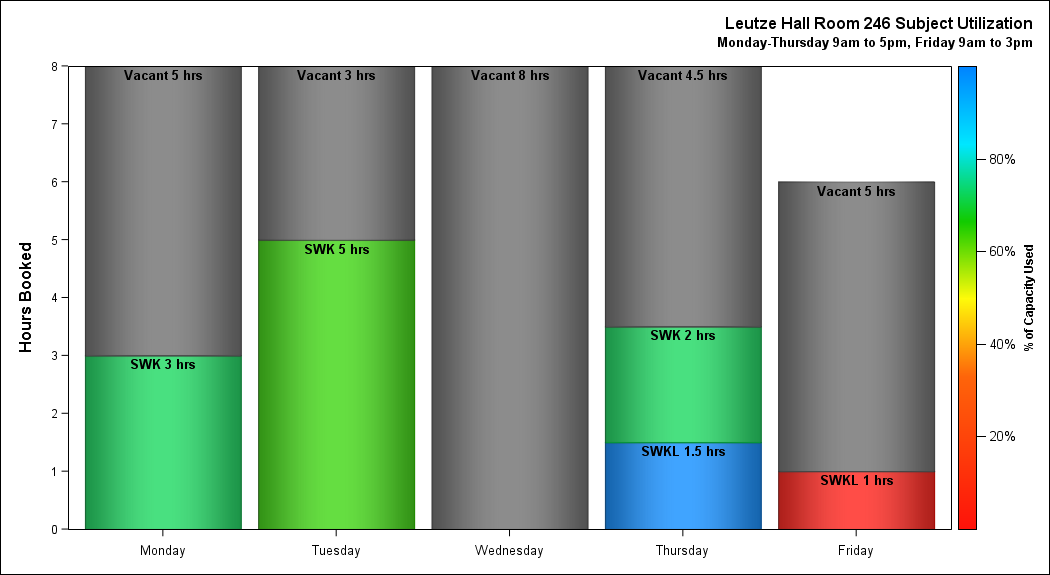 Leutze Hall Room 246 Subject Utilization
Monday-Thursday 9am to 5pm, Friday 9am to 3pm
Hours Booked
8
7
6
5
4
3
2
1
0
Vacant 5 hrs
SWK 3 hrs
Vacant 3 hrs
SWK 5 hrs
Vacant 8 hrs
Vacant 4.5 hrs
SWK 2 hrs
SWKL 1.5 hrs
Vacant 5 hrs
SWKL 1 hrs
Monday
Tuesday
Wednesday
Thursday
Friday
80%
60%
40%
20%
% of Capacity Used